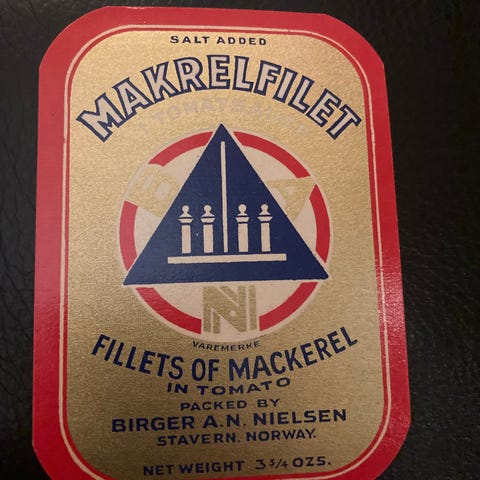 SALT ADDED
MAKRELFILET
I TOMATSAUS
N
VAREMERKE
FILLETS OF MACKEREL
IN TOMATO
PACKED BY
BIRGER A.N. NIELSEN
STAVERN, NORWAY.
NET WEIGHT 3 3/4 OZS.